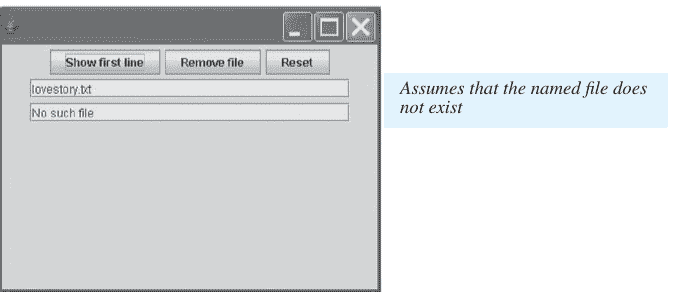 Show first line Remove file Reset
lovestory.txt
No such file
Assumes that the named file does
not exist